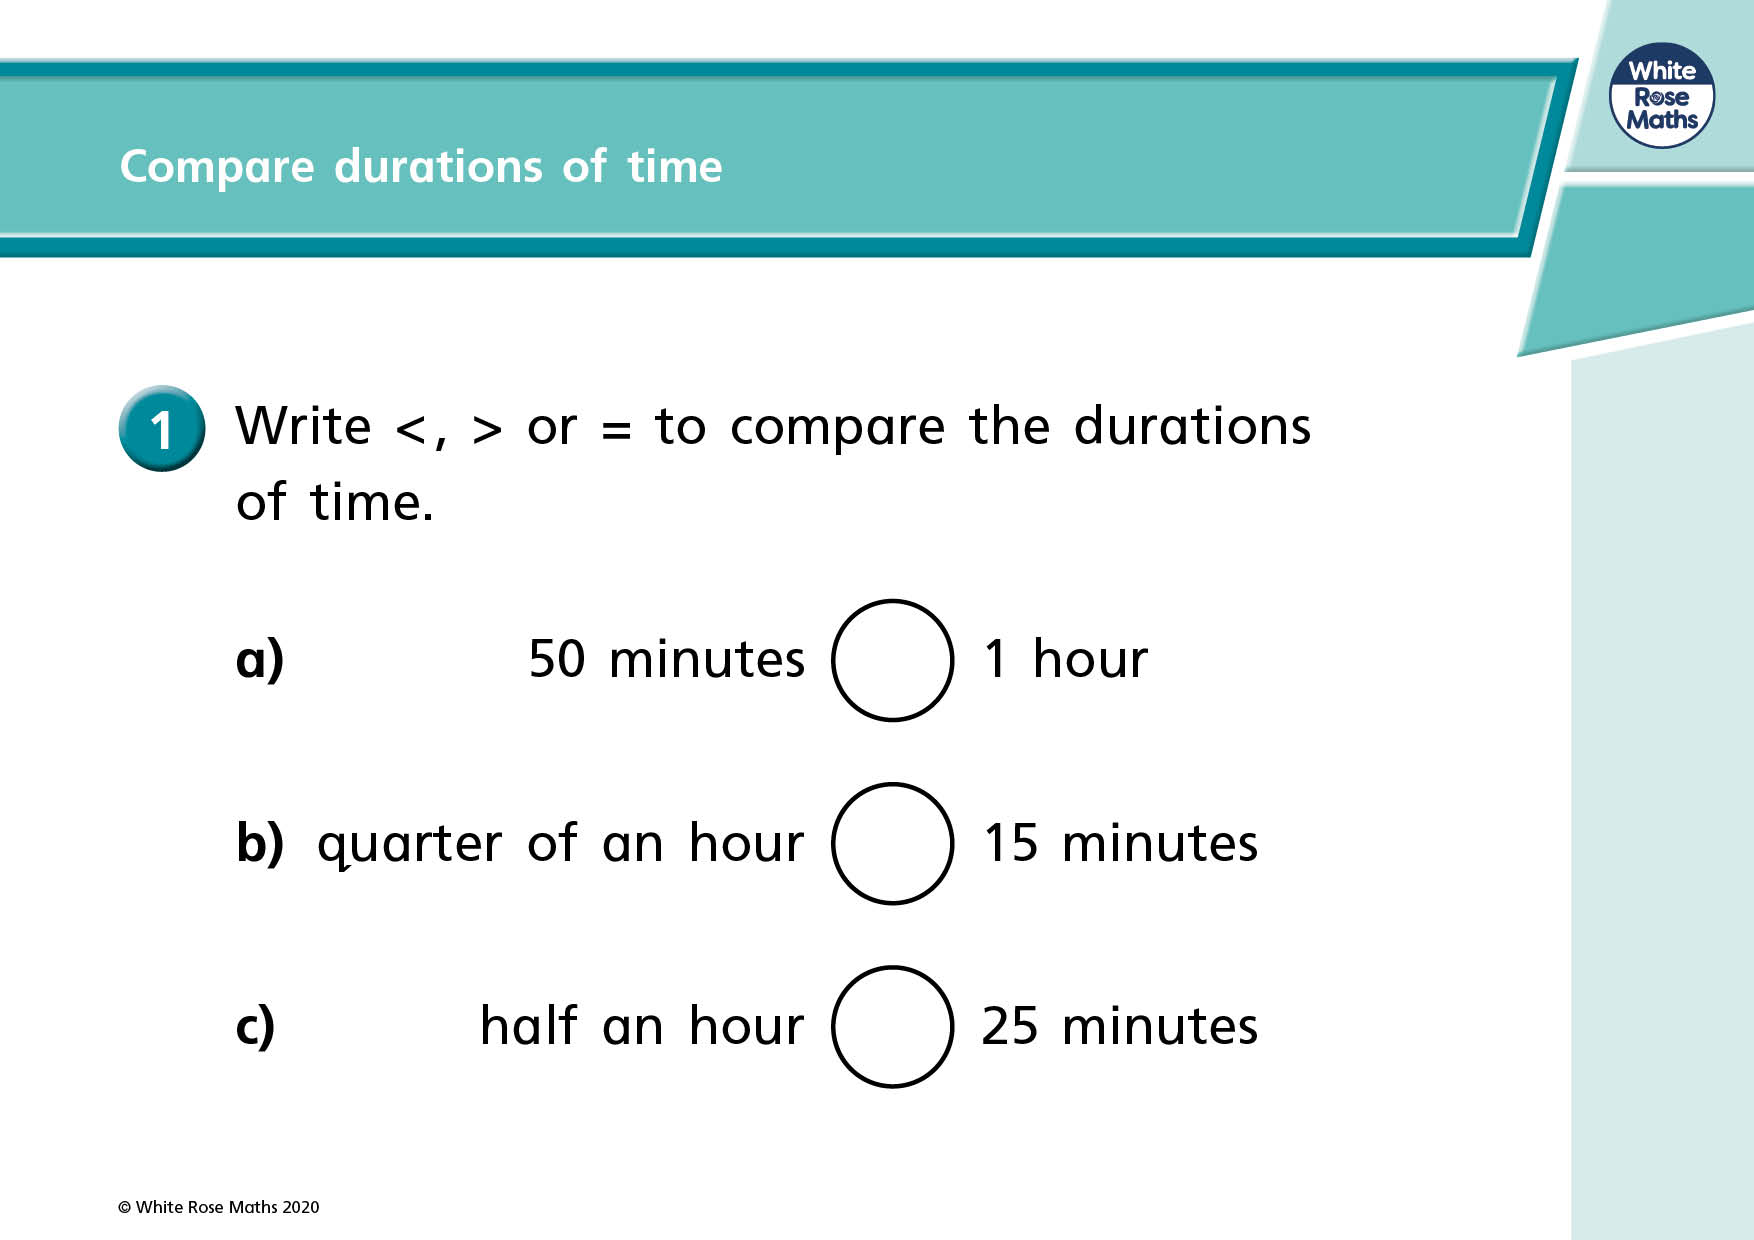 White
Rose
Maths
Compare durations of time
1 Write <, > or = to compare the durations
of time.
a) 50 minutes 1 hour
b) quarter of an hour 15 minutes
c) half an hour 25 minutes
© White Rose Maths 2020